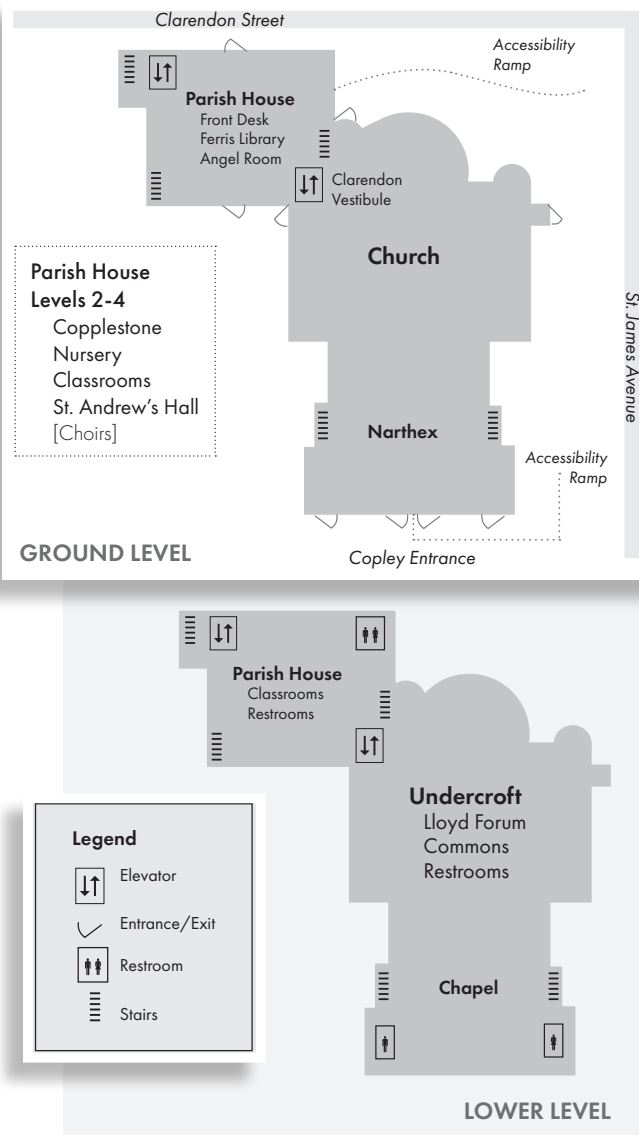 Clarendon Street
Accessibility
Ramp
Parish House
Front Desk
Ferris Library
Angel Room
Clarendon
Vestibule
Church
Parish House
Levels 2-4
Copplestone
Nursery
Classrooms
St. Andrew's Hall
[Choirs]
St. James Avenue
Narthex
Accessibility
Ramp
GROUND LEVEL
Copley Entrance
Parish House
Classrooms
Restrooms
Undercroft
Lloyd Forum
Commons
Restrooms
Legend
Elevator
Entrance/Exit
Restroom
Stairs
Chapel
LOWER LEVEL